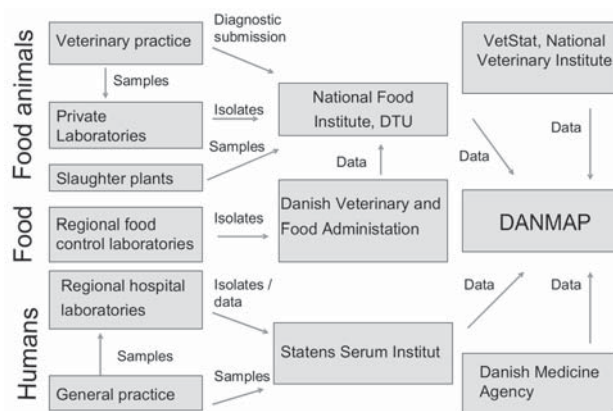 Food animals
Food
Humans
Veterinary practice
Diagnostic
submission
Samples
Private
Laboratories
Isolates
Samples
Slaughter plants
National Food
Institute, DTU
VetStat, National
Veterinary Institute
Data
Data
Data
Regional food
control laboratories
Isolates
Danish Veterinary and
Food Administation
DANMAP
Regional hospital
laboratories
Isolates /
data
Samples
General practice
Samples
Statens Serum Institut
Data
Data
Danish Medicine
Agency